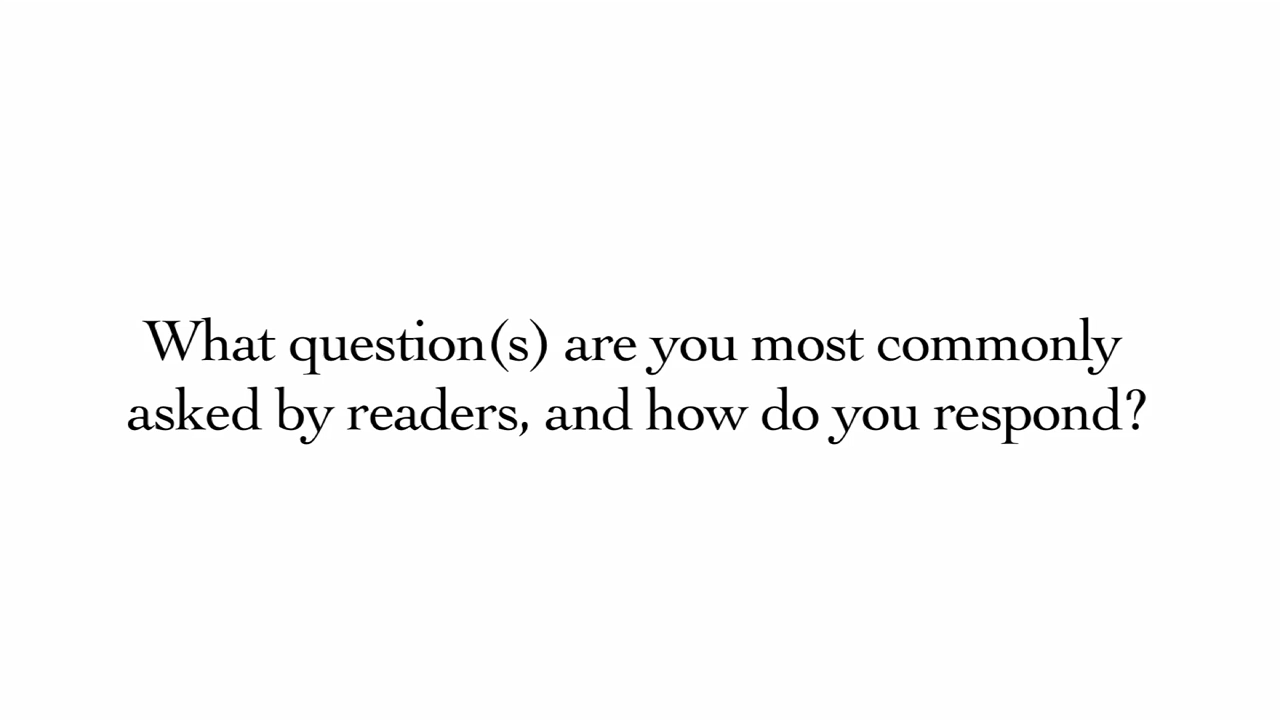 What question(s) are you most commonly
asked by readers, and how do you respond?